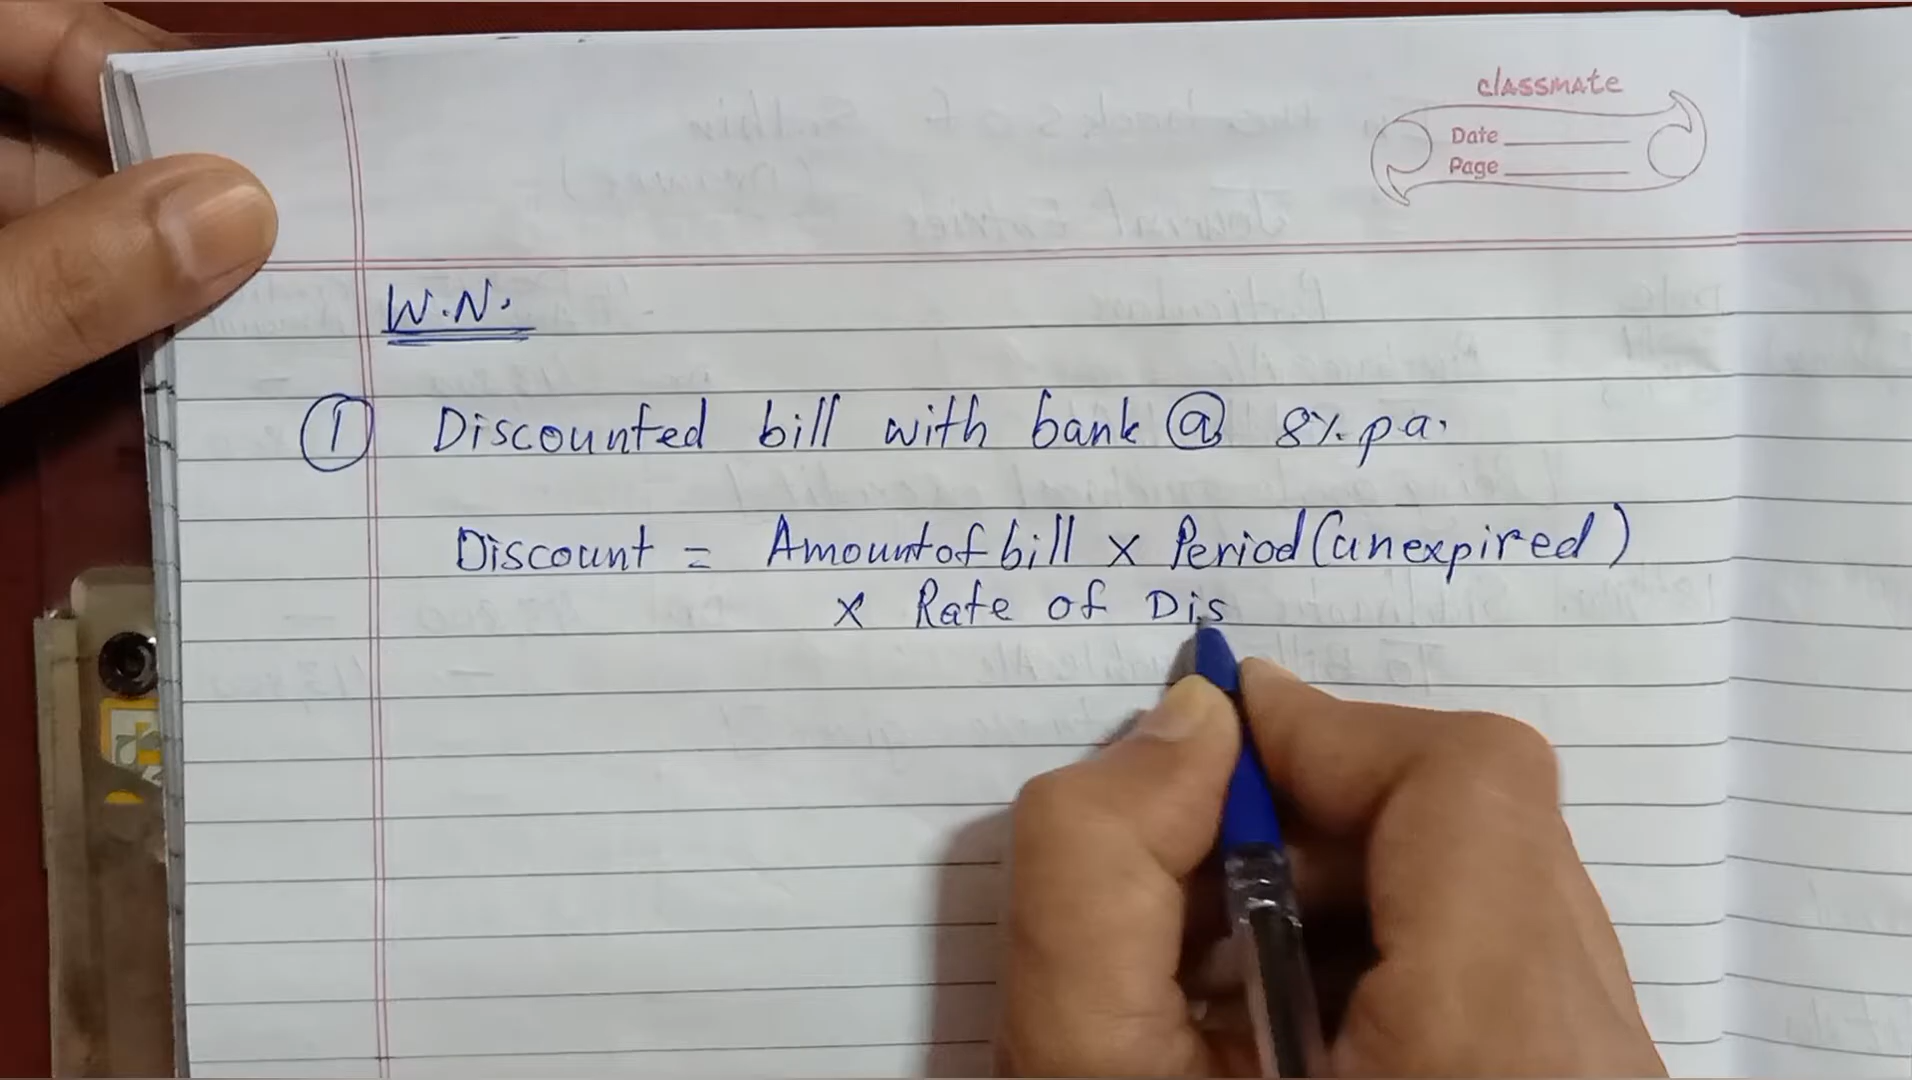 classmate
Date
Page
W.N.
1 Discounted bill with bank @ 8% p a.
Discount = Amount of bill × Period (unexpired)
× Rate of Dis